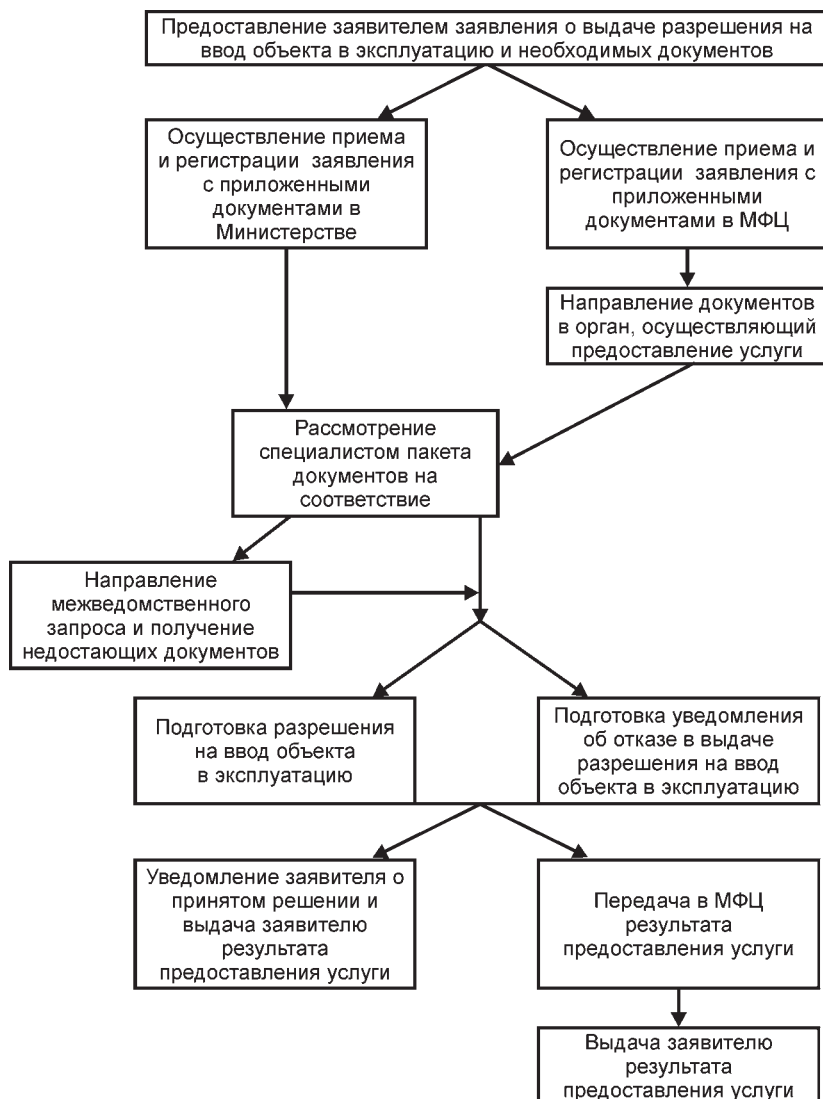 Предоставление заявителем заявления о выдаче разрешения на
ввод объекта в эксплуатацию и необходимых документов
Осуществление приема
и регистрации заявления
с приложенными
документами в
Министерстве
Осуществление приема и
регистрации заявления с
приложенными
документами в МФЦ
Направление документов
в орган, осуществляющий
предоставление услуги
Рассмотрение
специалистом пакета
документов на
соответствие
Направление
межведомственного
запроса и получение
недостающих документов
Подготовка разрешения
на ввод объекта
в эксплуатацию
Подготовка уведомления
об отказе в выдаче
разрешения на ввод
объекта в эксплуатацию
Уведомление заявителя о
принятом решении и
выдача заявителю
результата
предоставления услуги
Передача в МФЦ
результата
предоставления услуги
Выдача заявителю
результата
предоставления услуги